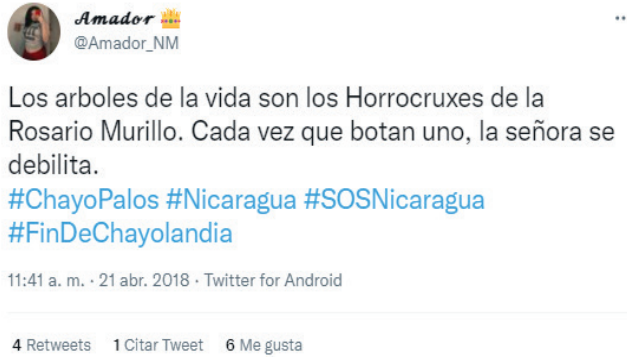 Amador 👑
@Amador_NM
Los arboles de la vida son los Horrocruxes de la
Rosario Murillo. Cada vez que botan uno, la señora se
debilita.
#ChayoPalos #Nicaragua #SOSNicaragua
#FinDeChayolandia
11:41 a. m. · 21 abr. 2018 · Twitter for Android
4 Retweets 1 Citar Tweet 6 Me gusta